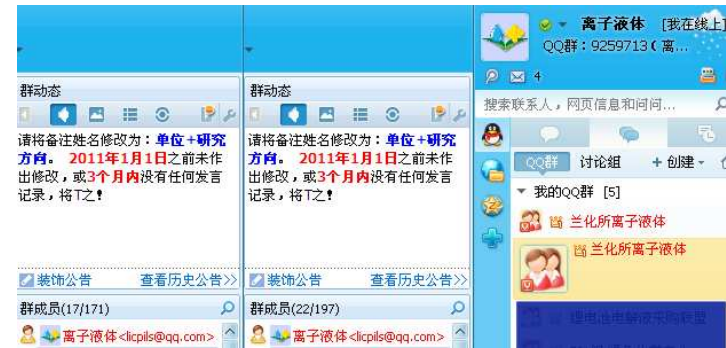 群动态
请将备注姓名修改为：单位+研究
方向。 2011年1月1日之前未作
出修改，或3个月内没有任何发言
记录，将T之！
装饰公告 查看历史公告>>
群成员(17/171)
离子液体<licpils@qq.com>
群动态
请将备注姓名修改为：单位+研究
方向。 2011年1月1日之前未作
出修改，或3个月内没有任何发言
记录，将T之！
装饰公告 查看历史公告>>
群成员(22/197)
离子液体<licpils@qq.com>
离子液体 [我在线上]
QQ群：9259713( 离...
4
搜索联系人，网页信息和问问...
QQ群 讨论组 + 创建
我的QQ群 [5]
兰化所离子液体
兰化所离子液体